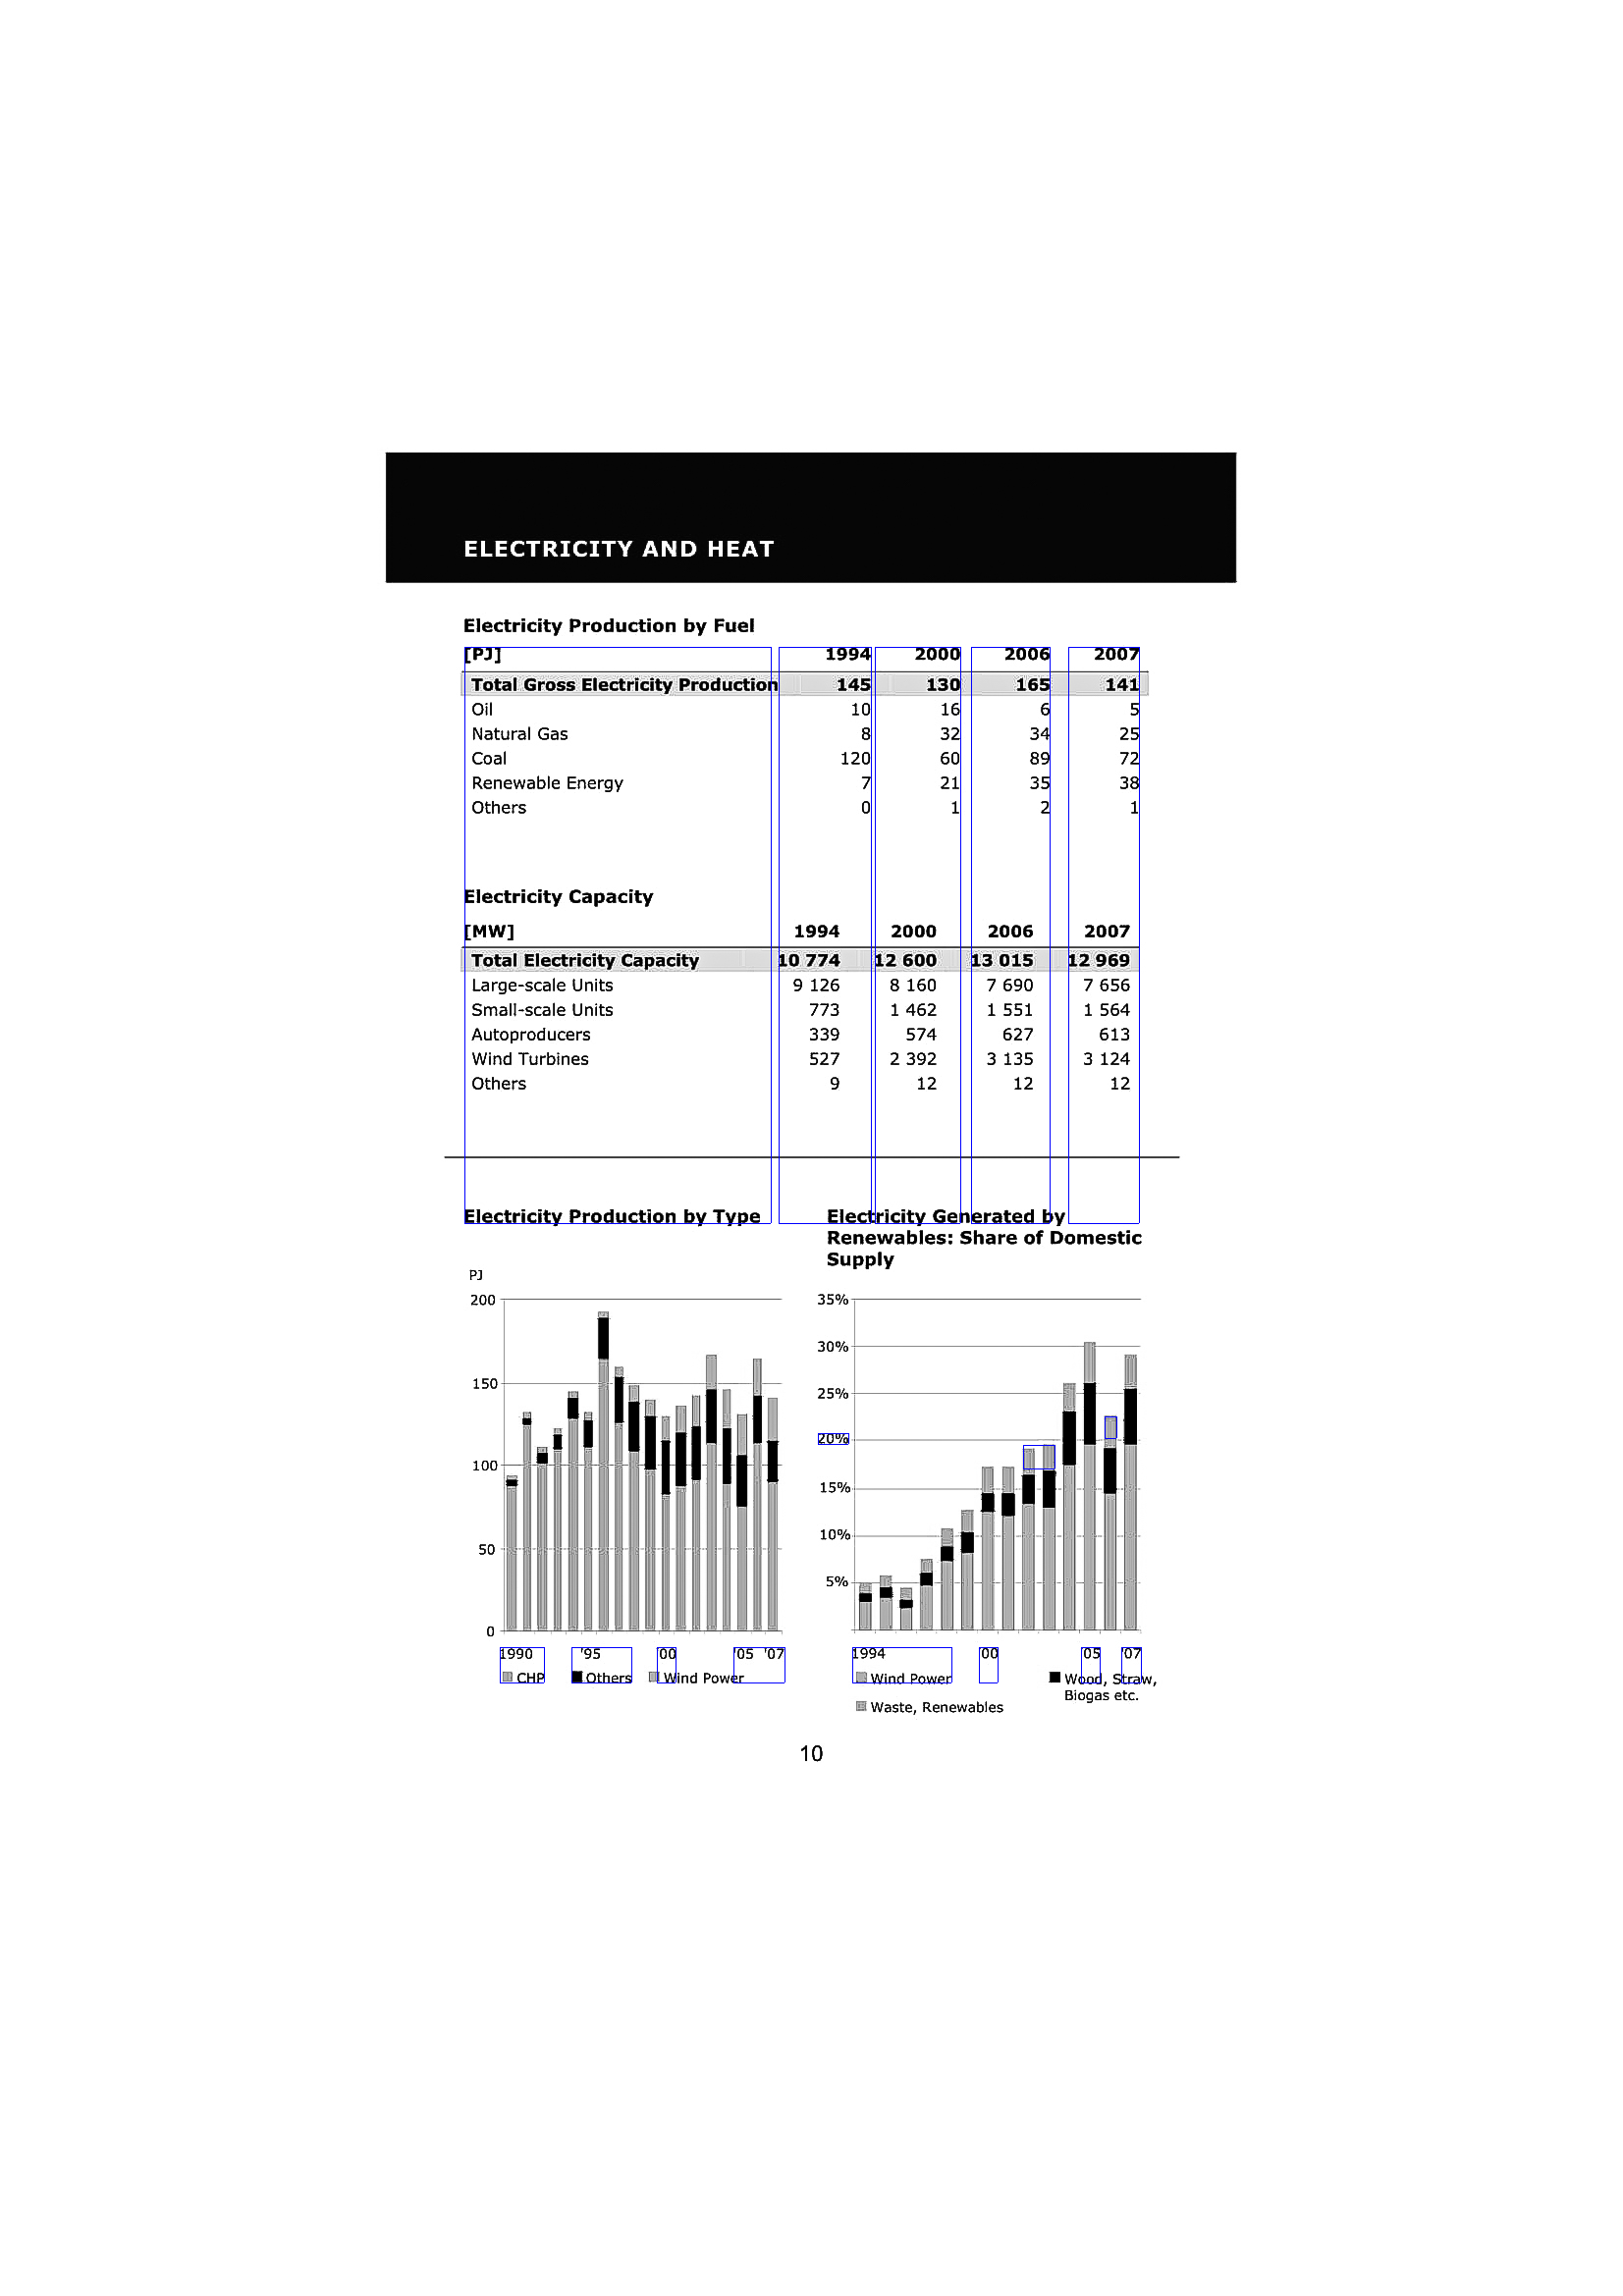 ELECTRICITY AND HEAT
Electricity Production by Fuel
[PJ] 1994 2000 2006 2007
Total Gross Electricity Production 145 130 165 141
Oil 10 16 6 5
Natural Gas 8 32 34 25
Coal 120 60 89 72
Renewable Energy 7 21 35 38
Others 0 1 2 1
Electricity Capacity
[MW] 1994 2000 2006 2007
Total Electricity Capacity 10 774 12 600 13 015 12 969
Large-scale Units 9 126 8 160 7 690 7 656
Small-scale Units 773 1 462 1 551 1 564
Autoproducers 339 574 627 613
Wind Turbines 527 2 392 3 135 3 124
Others 9 12 12 12
Electricity Production by Type
PJ
200
150
100
50
0
1990 '95 '00 '05 '07
CHP Others Wind Power
Electricity Generated by
Renewables: Share of Domestic
Supply
35%
30%
25%
20%
15%
10%
5%
1994 '00 '05 '07
Wind Power Wood, Straw,
Biogas etc.
Waste, Renewables
10